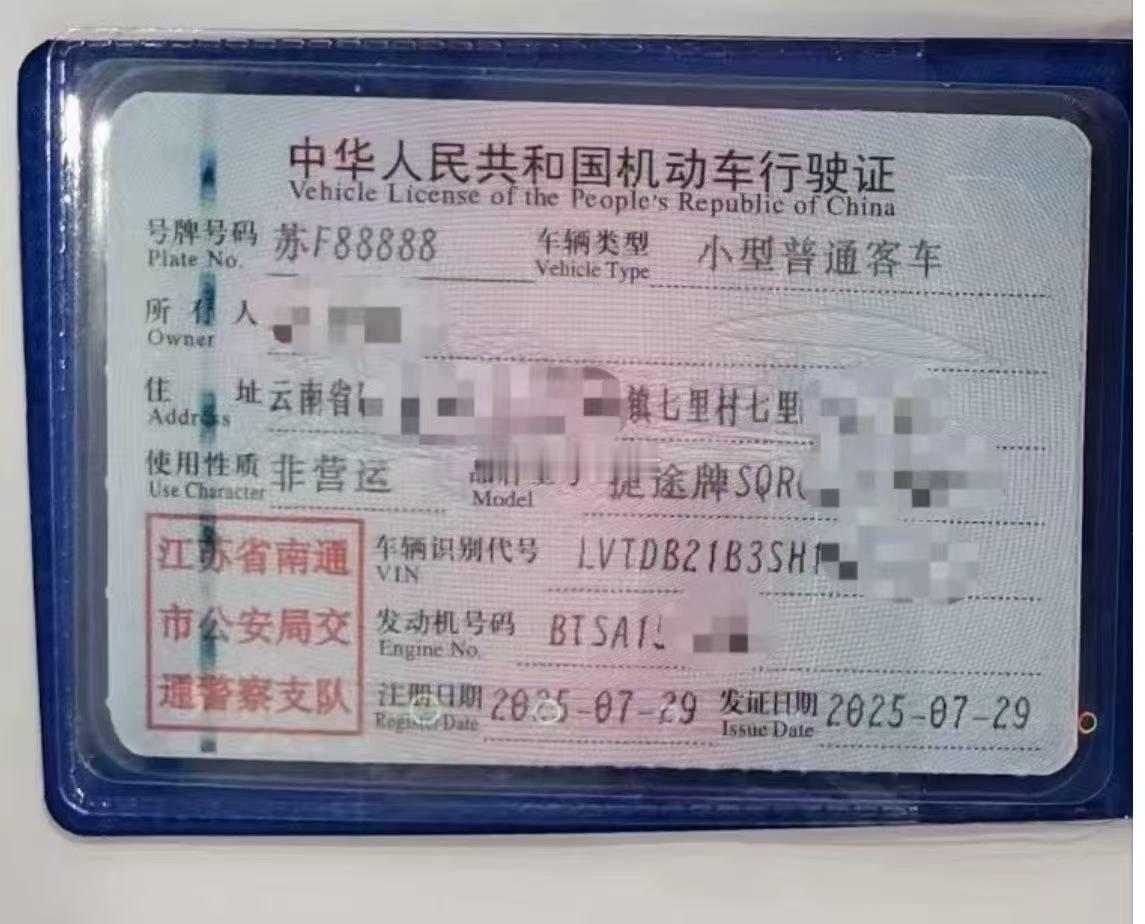 中华人民共和国机动车行驶证
Vehicle License of the People's Republic of China
号牌号码 苏F88888 车辆类型 小型普通客车
Plate No. Vehicle Type
所有人
Owner
住址 云南省 镇七里村七里
Address
使用性质 非营运 捷途牌SQR
Use Character Model
江苏省南通
市公安局交
通警察支队
车辆识别代号 LVTDB21B3SH1
VIN
发动机号码 BTSA15
Engine No.
注册日期 2025-07-29 发证日期 2025-07-29
Register Date Issue Date